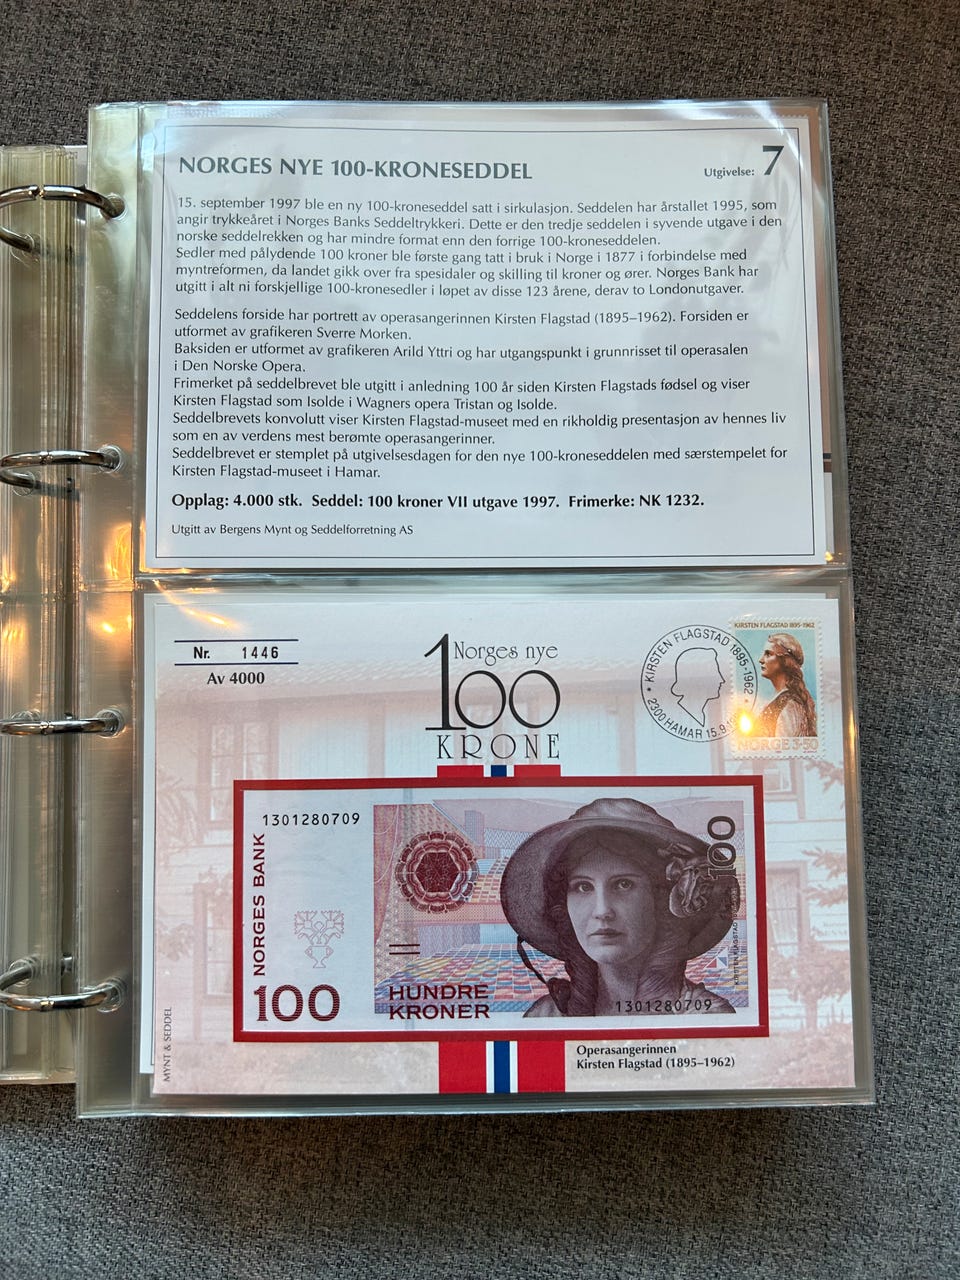 NORGES NYE 100-KRONESEDDEL
Utgivelse: 7
15. september 1997 ble en ny 100-kroneseddel satt i sirkulasjon. Seddelen har årstallet 1995, som
angir trykkeåret i Norges Banks Seddeltrykkeri. Dette er den tredje seddelen i syvende utgave i den
norske seddelrekken og har mindre format enn den forrige 100-kroneseddelen.
Sedler med pålydende 100 kroner ble første gang tatt i bruk i Norge i 1877 i forbindelse med
myntreformen, da landet gikk over fra spesidaler og skilling til kroner og ører. Norges Bank har
utgitt i alt ni forskjellige 100-kronesedler i løpet av disse 123 årene, derav to Londonutgaver.
Seddelens forside har portrett av operasangerinnen Kirsten Flagstad (1895–1962). Forsiden er
utformet av grafikeren Sverre Morken.
Baksiden er utformet av grafikeren Arild Yttri og har utgangspunkt i grunnrisset til operasalen
i Den Norske Opera.
Frimerket på seddelbrevet ble utgitt i anledning 100 år siden Kirsten Flagstads fødsel og viser
Kirsten Flagstad som Isolde i Wagners opera Tristan og Isolde.
Seddelbrevets konvolutt viser Kirsten Flagstad-museet med en rikholdig presentasjon av hennes liv
som en av verdens mest berømte operasangerinner.
Seddelbrevet er stemplet på utgivelsesdagen for den nye 100-kroneseddelen med særstempelet for
Kirsten Flagstad-museet i Hamar.
Opplag: 4.000 stk. Seddel: 100 kroner VII utgave 1997. Frimerke: NK 1232.
Utgitt av Bergens Mynt og Seddelforretning AS
Nr. 1446
Av 4000
Norges nye
100
KRONE
KIRSTEN FLAGSTAD 1895-1962
2300 HAMAR 15.9
KIRSTEN FLAGSTAD 1895-1962
NORGE 3·50
1301280709
NORGES BANK
100
HUNDRE
KRONER
100
KIRSTEN FLAGSTAD
1301280709
MYNT & SEDDEL
Operasangerinnen
Kirsten Flagstad (1895–1962)